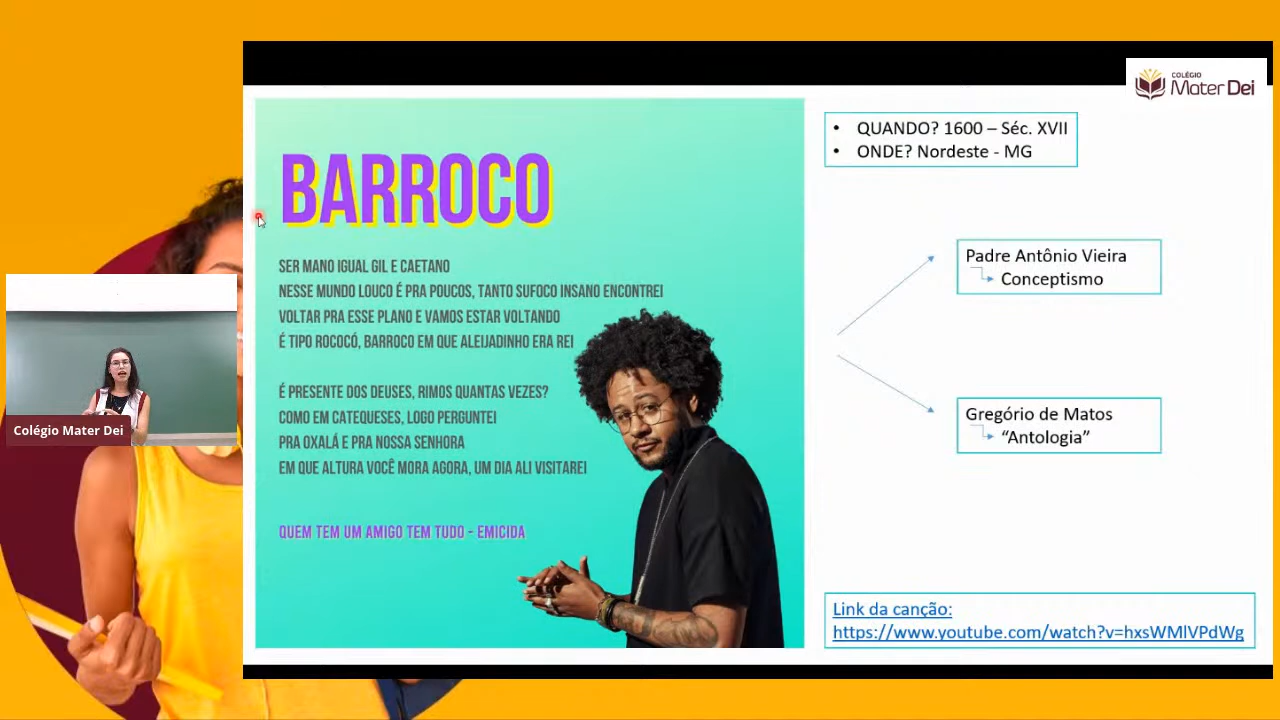 COLÉGIO
Mater Dei
BARROCO
SER MANO IGUAL GIL E CAETANO
NESSE MUNDO LOUCO É PRA POUCOS, TANTO SUFOCO INSANO ENCONTREI
VOLTAR PRA ESSE PLANO E VAMOS ESTAR VOLTANDO
É TIPO ROCOCÓ, BARROCO EM QUE ALEIJADINHO ERA REI
É PRESENTE DOS DEUSES, RIMOS QUANTAS VEZES?
COMO EM CATEQUESES, LOGO PERGUNTEI
PRA OXALÁ E PRA NOSSA SENHORA
EM QUE ALTURA VOCÊ MORA AGORA, UM DIA ALI VISITAREI
QUEM TEM UM AMIGO TEM TUDO - EMICIDA
• QUANDO? 1600 – Séc. XVII
• ONDE? Nordeste - MG
Padre Antônio Vieira
Conceptismo
Gregório de Matos
“Antologia”
Link da canção:
https://www.youtube.com/watch?v=hxsWMlVPdWg
Colégio Mater Dei